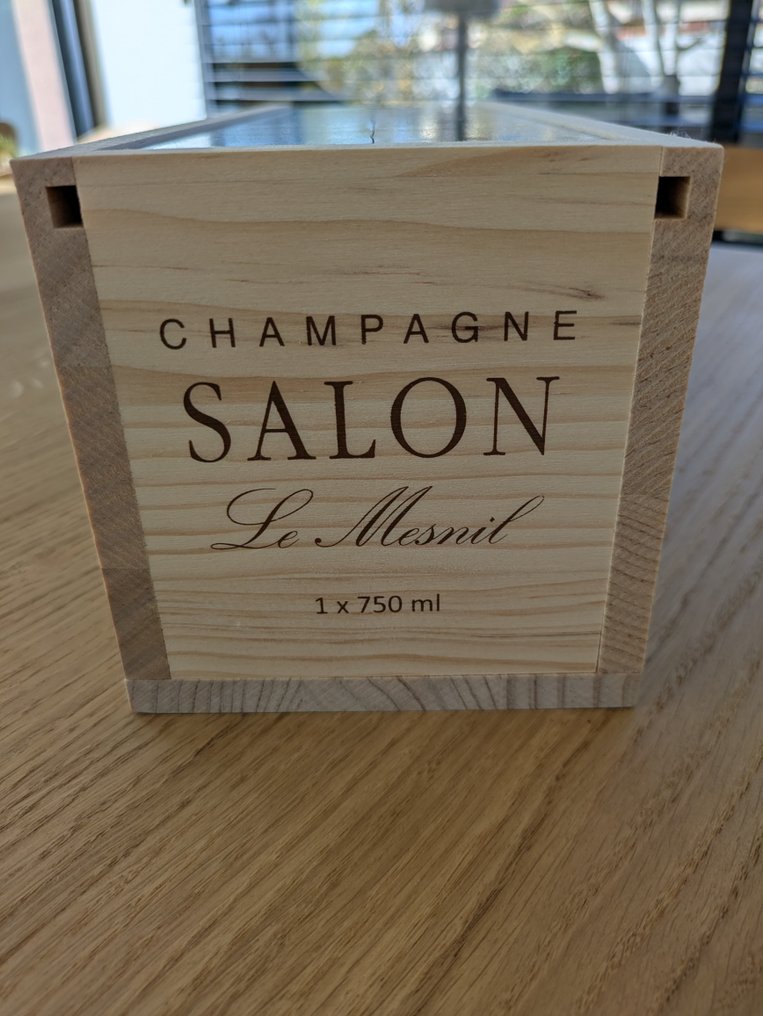 CHAMPAGNE
SALON
Le Mesnil
1 x 750 ml